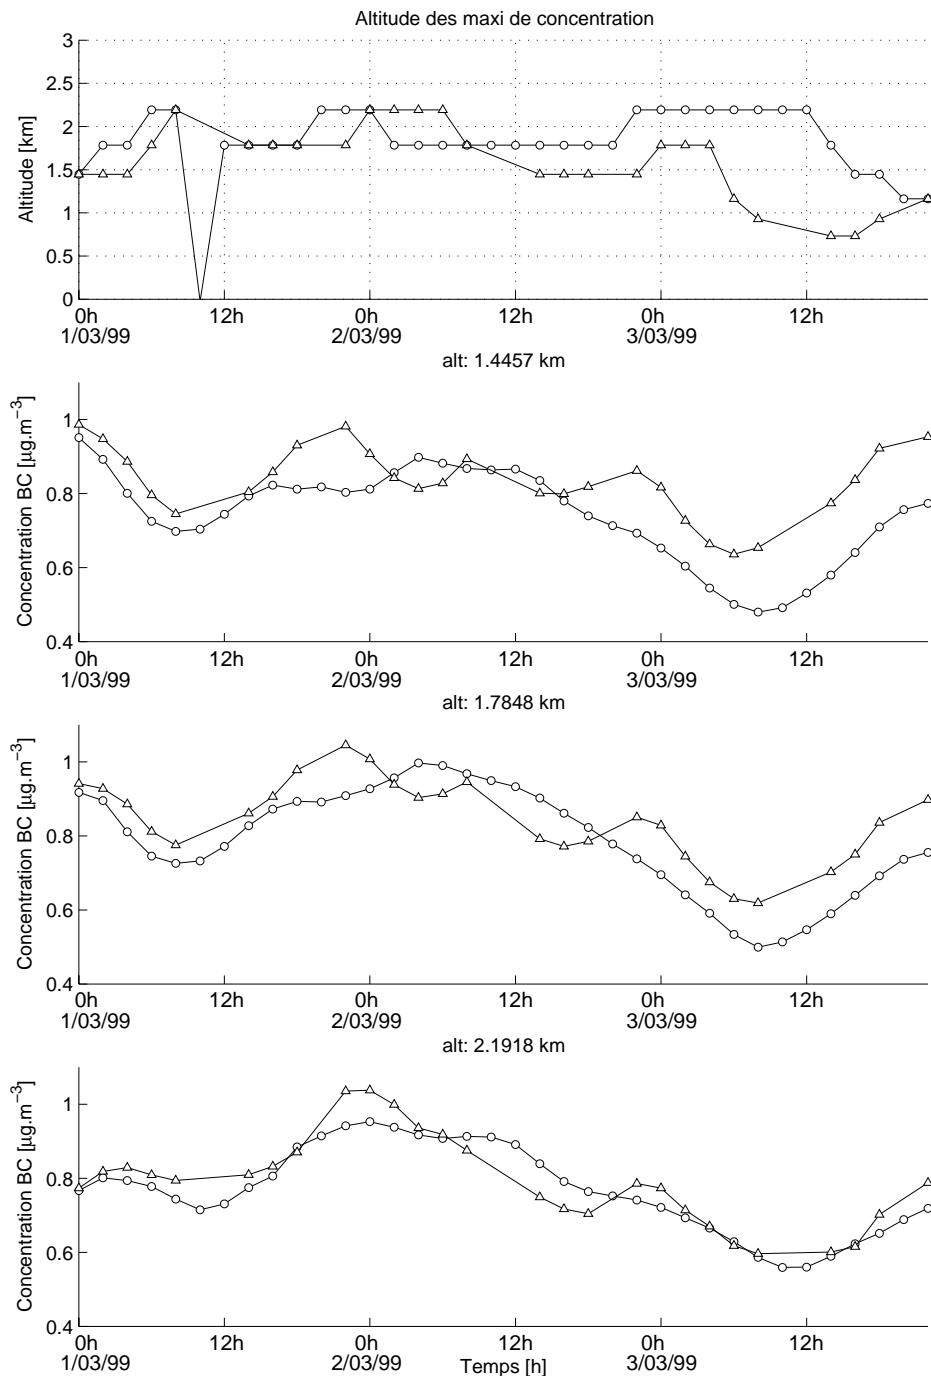 Altitude des maxi de concentration
3
2.5
2
1.5
1
0.5
0
Altitude [km]
0h 12h 0h 12h 0h 12h
1/03/99 2/03/99 3/03/99
alt: 1.4457 km
1
0.8
0.6
0.4
Concentration BC [µg.m−3]
0h 12h 0h 12h 0h 12h
1/03/99 2/03/99 3/03/99
alt: 1.7848 km
1
0.8
0.6
0.4
Concentration BC [µg.m−3]
0h 12h 0h 12h 0h 12h
1/03/99 2/03/99 3/03/99
alt: 2.1918 km
1
0.8
0.6
0.4
Concentration BC [µg.m−3]
0h 12h 0h 12h 0h 12h
1/03/99 2/03/99 Temps [h] 3/03/99